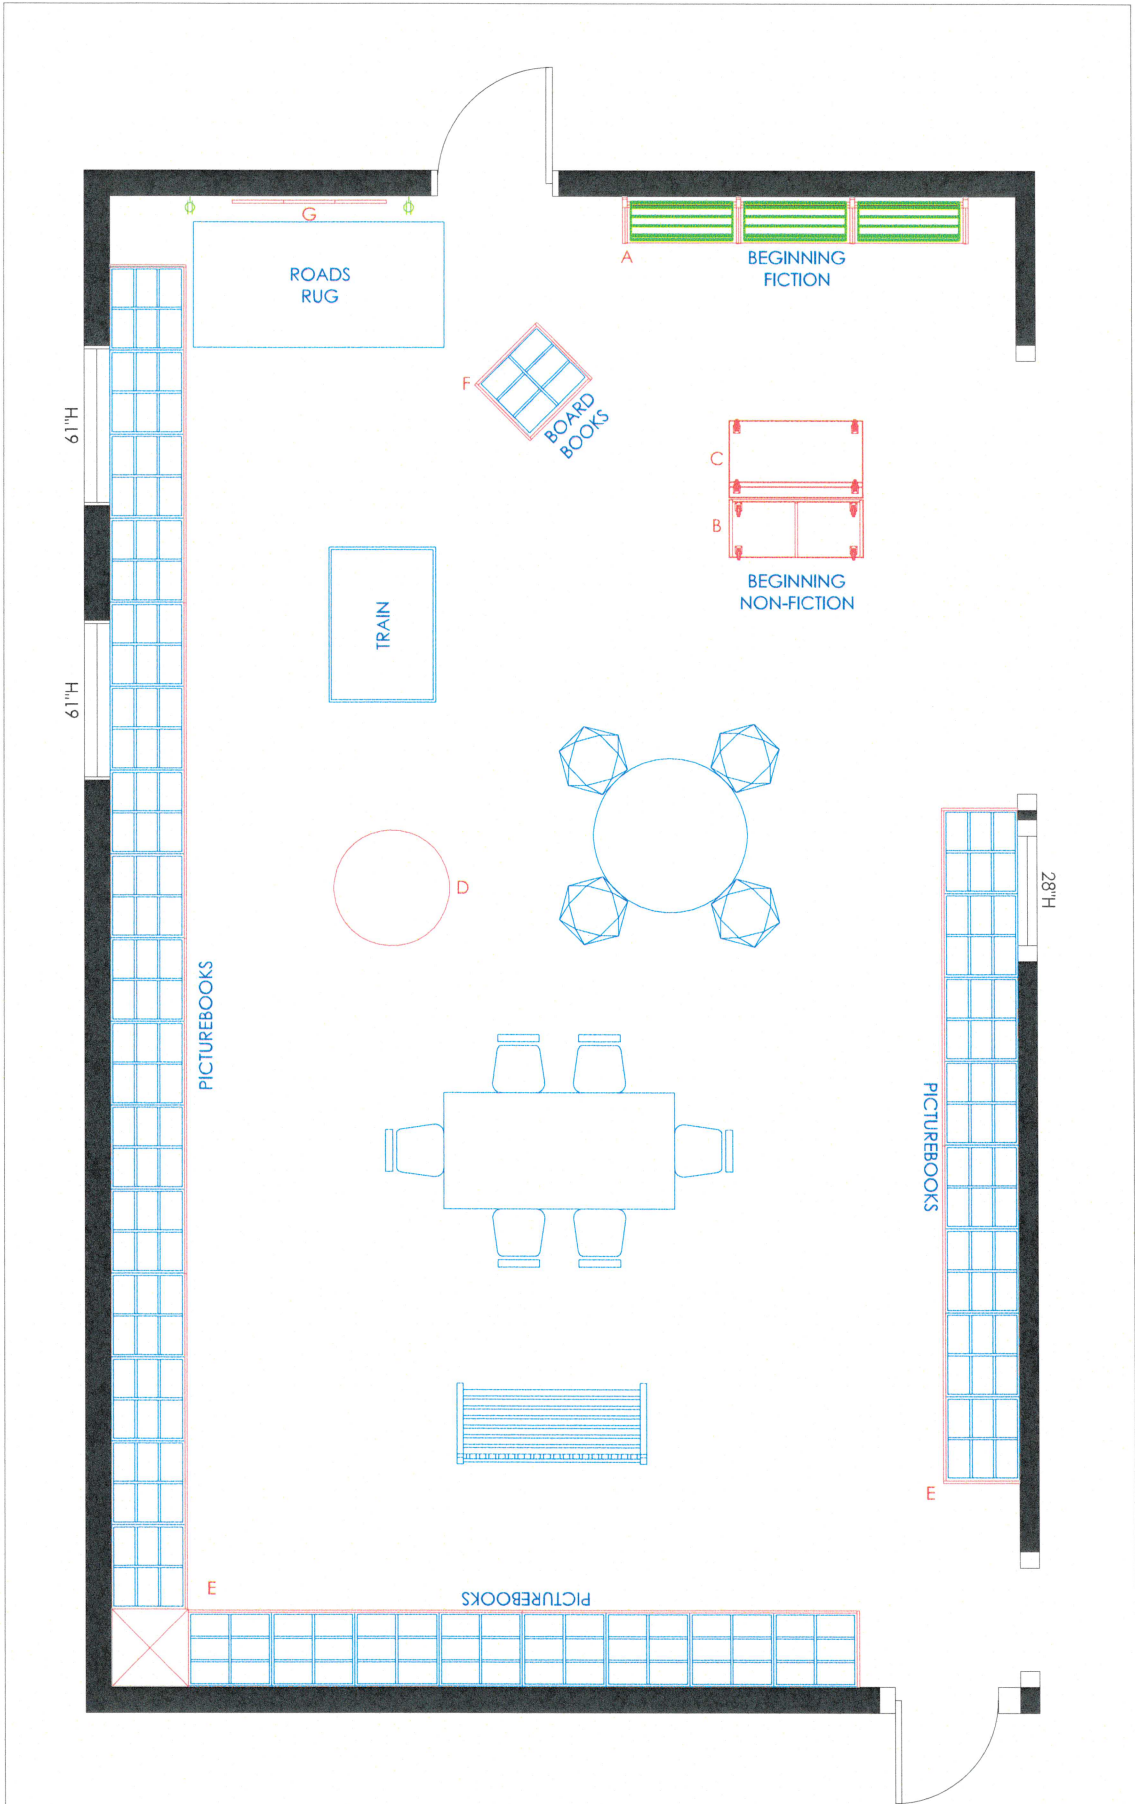 G
A
ROADS
RUG
BEGINNING
FICTION
F
BOARD
BOOKS
61"H
C
B
BEGINNING
NON-FICTION
TRAIN
61"H
D
28"H
PICTUREBOOKS
PICTUREBOOKS
E
E
PICTUREBOOKS